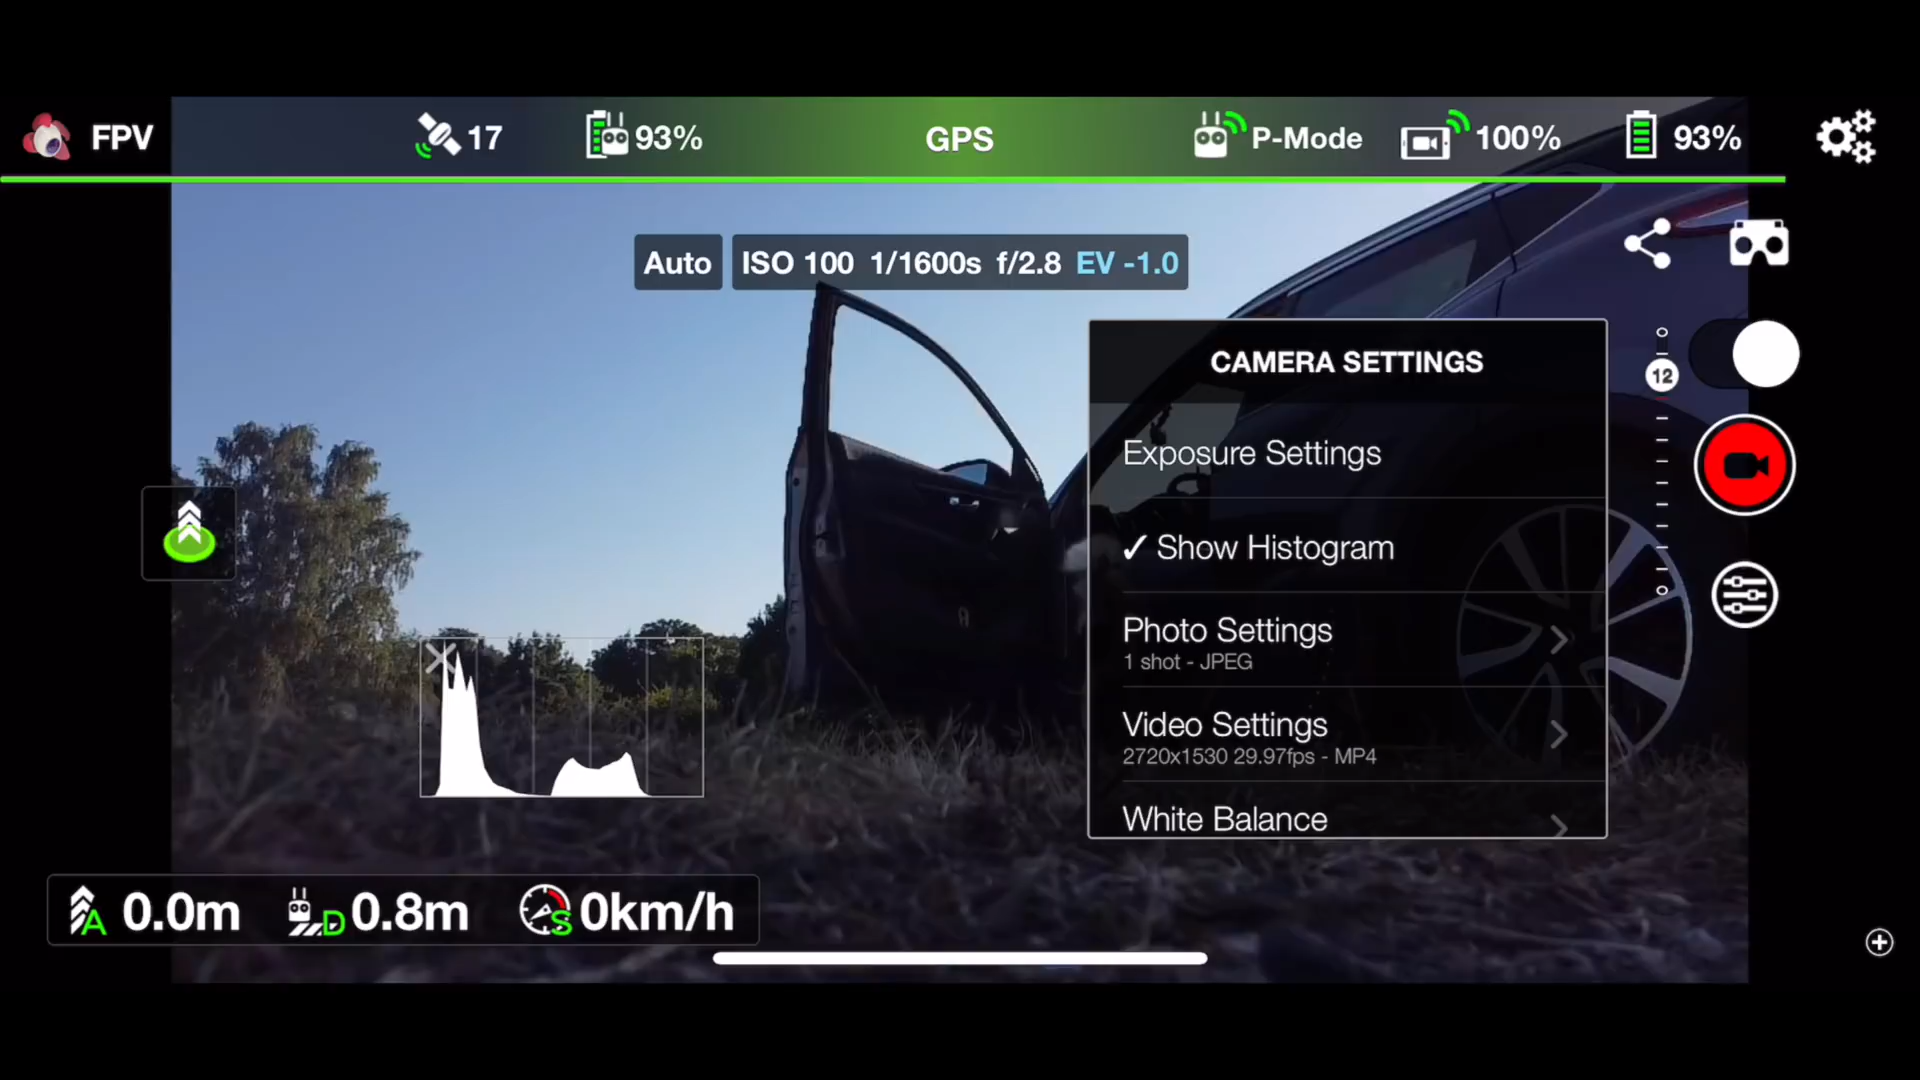 FPV
17
93%
GPS
P-Mode
100%
93%
Auto
ISO 100 1/1600s f/2.8 EV -1.0
CAMERA SETTINGS
Exposure Settings
✓ Show Histogram
Photo Settings
1 shot - JPEG
Video Settings
2720x1530 29.97fps - MP4
White Balance
12
A 0.0m
D 0.8m
S 0km/h